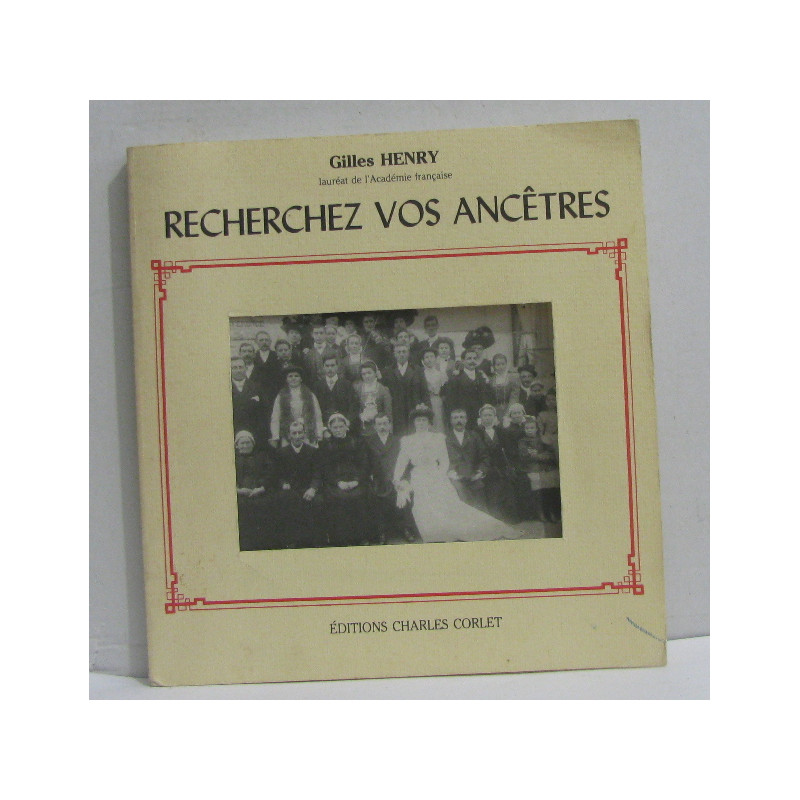 Gilles HENRY
lauréat de l'Académie française
RECHERCHEZ VOS ANCÊTRES
ÉDITIONS CHARLES CORLET